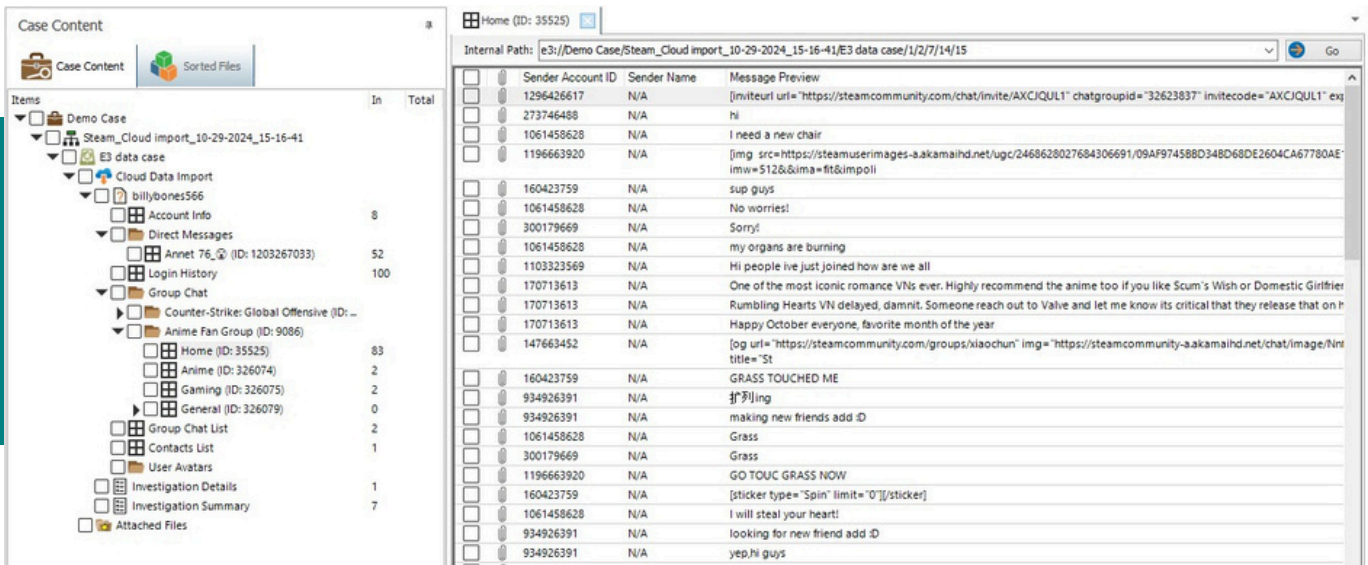 Case Content
Case Content
Sorted Files
Items In Total
Demo Case
Steam_Cloud import_10-29-2024_15-16-41
E3 data case
Cloud Data Import
billybones566
Account Info 8
Direct Messages
Annet 76_ (ID: 1203267033) 52
Login History 100
Group Chat
Counter-Strike: Global Offensive (ID: ...
Anime Fan Group (ID: 9086)
Home (ID: 35525) 83
Anime (ID: 326074) 2
Gaming (ID: 326075) 2
General (ID: 326079) 0
Group Chat List 2
Contacts List 1
User Avatars
Investigation Details 1
Investigation Summary 7
Attached Files
Home (ID: 35525)
Internal Path: e3://Demo Case/Steam_Cloud import_10-29-2024_15-16-41/E3 data case/1/2/7/14/15 Go
Sender Account ID Sender Name Message Preview
1296426617 N/A [inviteurl url="https://steamcommunity.com/chat/invite/AXCJQUL1" chatgroupid="32623837" invitecode="AXCJQUL1" exp
273746488 N/A hi
1061458628 N/A I need a new chair
1196663920 N/A [img src=https://steamuserimages-a.akamaihd.net/ugc/2468628027684306691/09AF9745BBD34BD68DE2604CA67780AE
imw=512&&ima=fit&impoli
160423759 N/A sup guys
1061458628 N/A No worries!
300179669 N/A Sorry!
1061458628 N/A my organs are burning
1103323569 N/A Hi people ive just joined how are we all
170713613 N/A One of the most iconic romance VNs ever. Highly recommend the anime too if you like Scum's Wish or Domestic Girlfrier
170713613 N/A Rumbling Hearts VN delayed, damnit. Someone reach out to Valve and let me know its critical that they release that on h
170713613 N/A Happy October everyone, favorite month of the year
147663452 N/A [og url="https://steamcommunity.com/groups/xiaochun" img="https://steamcommunity-a.akamaihd.net/chat/image/Nnf
title="St
160423759 N/A GRASS TOUCHED ME
934926391 N/A 扩列ing
934926391 N/A making new friends add :D
1061458628 N/A Grass
300179669 N/A Grass
1196663920 N/A GO TOUC GRASS NOW
160423759 N/A [sticker type="Spin" limit="0"][/sticker]
1061458628 N/A I will steal your heart!
934926391 N/A looking for new friend add :D
934926391 N/A yep,hi guys